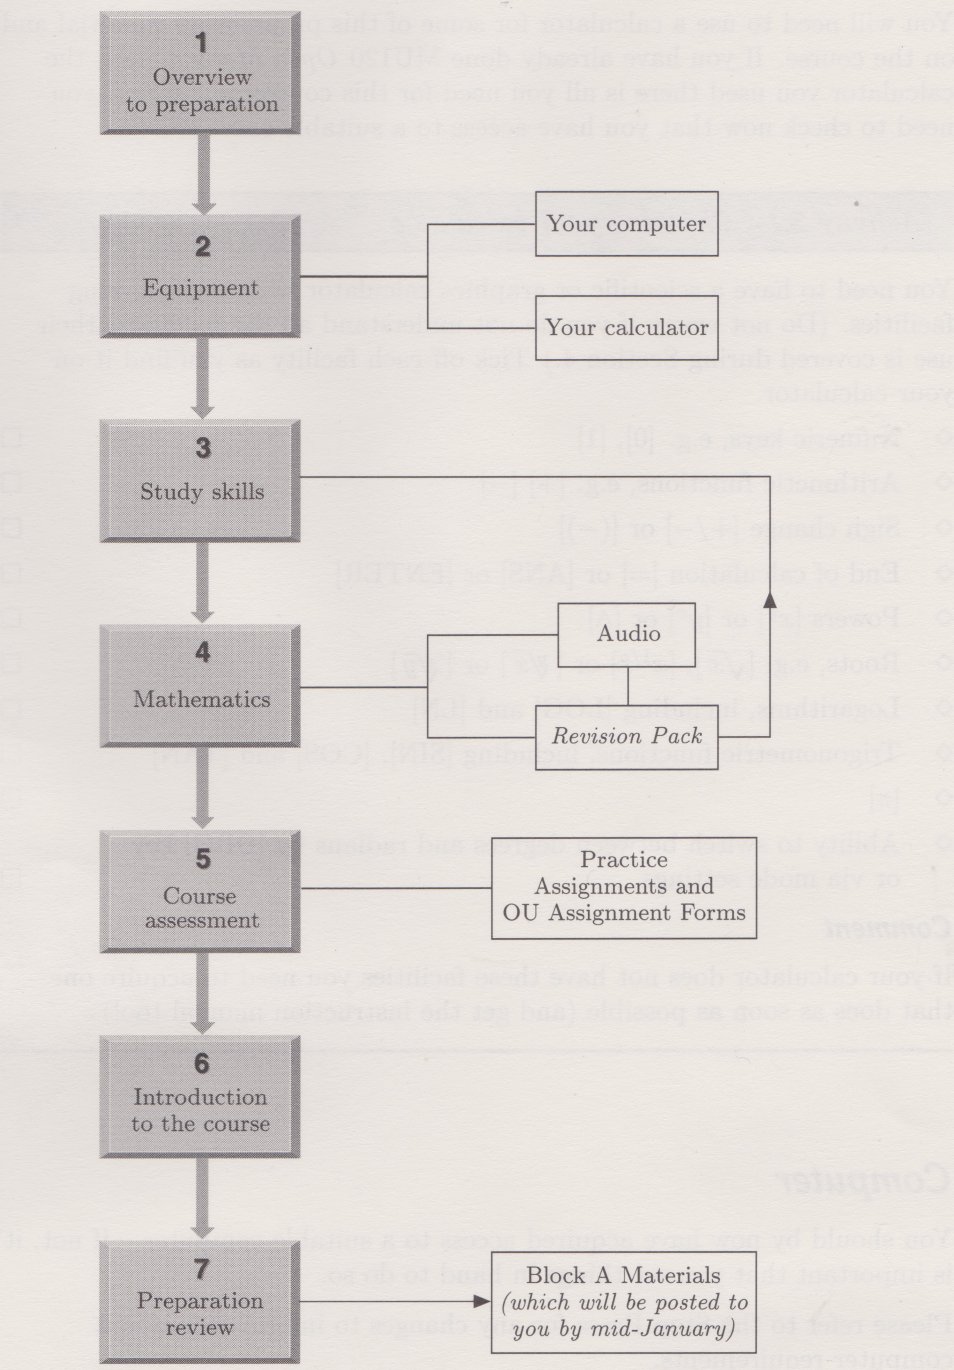 1
Overview
to preparation
2
Equipment
Your computer
Your calculator
3
Study skills
4
Mathematics
Audio
Revision Pack
5
Course
assessment
Practice
Assignments and
OU Assignment Forms
6
Introduction
to the course
7
Preparation
review
Block A Materials
(which will be posted to
you by mid-January)